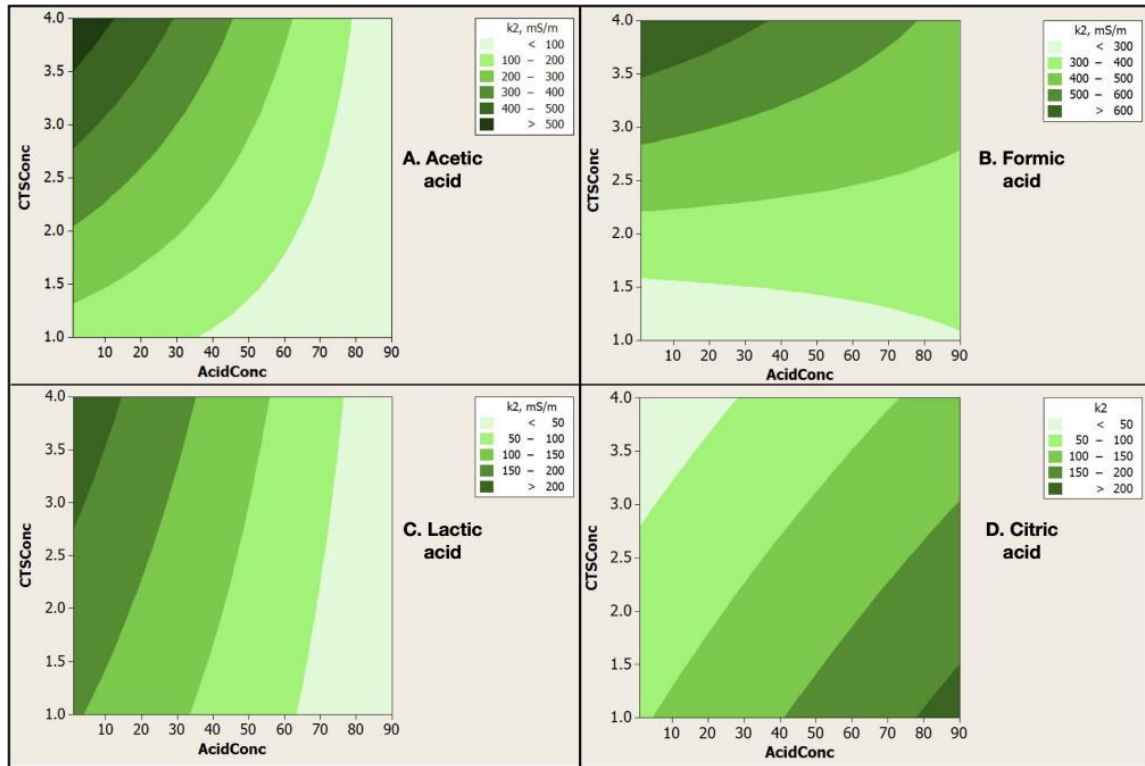 4.0
3.5
3.0
2.5
2.0
1.5
1.0
CTSConc
10 20 30 40 50 60 70 80 90
AcidConc
k2, mS/m
< 100
100 – 200
200 – 300
300 – 400
400 – 500
> 500
A. Acetic
acid
4.0
3.5
3.0
2.5
2.0
1.5
1.0
CTSConc
10 20 30 40 50 60 70 80 90
AcidConc
k2, mS/m
< 300
300 – 400
400 – 500
500 – 600
> 600
B. Formic
acid
4.0
3.5
3.0
2.5
2.0
1.5
1.0
CTSConc
10 20 30 40 50 60 70 80 90
AcidConc
k2, mS/m
< 50
50 – 100
100 – 150
150 – 200
> 200
C. Lactic
acid
4.0
3.5
3.0
2.5
2.0
1.5
1.0
CTSConc
10 20 30 40 50 60 70 80 90
AcidConc
k2
< 50
50 – 100
100 – 150
150 – 200
> 200
D. Citric
acid